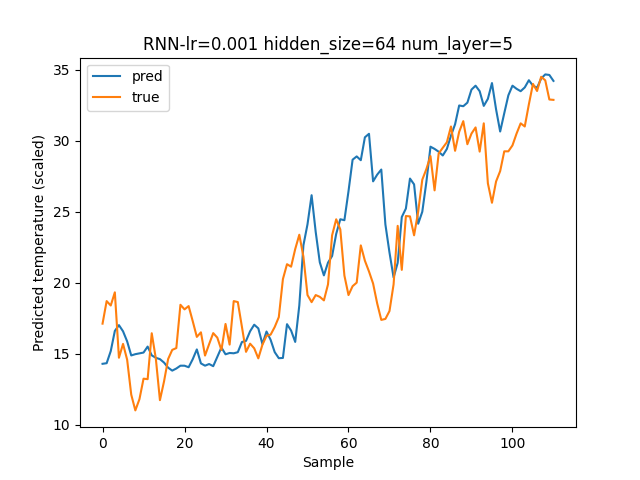 RNN-lr=0.001 hidden_size=64 num_layer=5
pred
true
Predicted temperature (scaled)
35
30
25
20
15
10
0
20
40
60
80
100
Sample